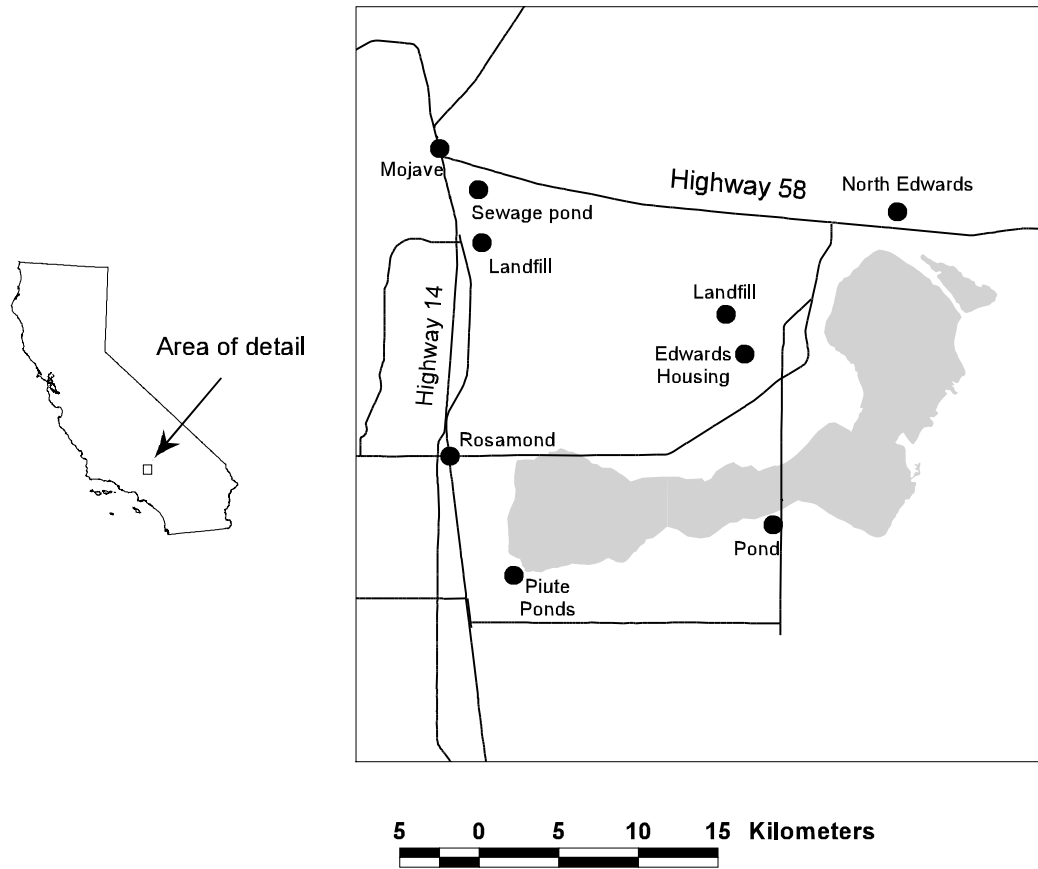 Area of detail
Mojave
Sewage pond
Landfill
Highway 58
North Edwards
Highway 14
Landfill
Edwards
Housing
Rosamond
Pond
Piute
Ponds
5 0 5 10 15 Kilometers